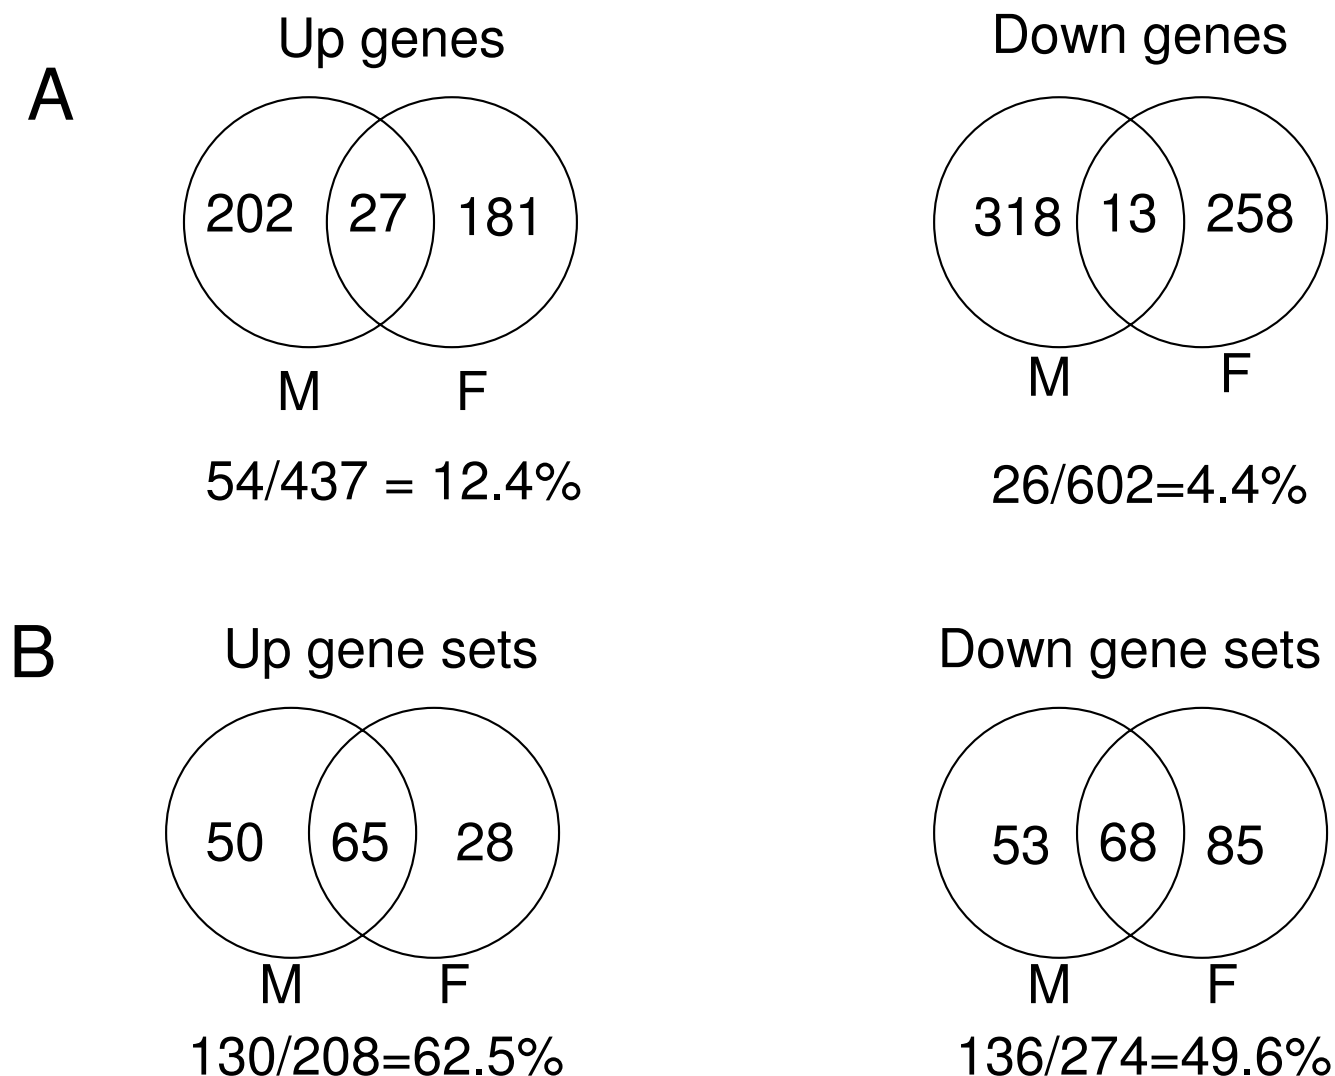 Up genes
Down genes
A
202 27 181
318 13 258
M F
M F
54/437 = 12.4%
26/602=4.4%
B
Up gene sets
Down gene sets
50 65 28
53 68 85
M F
M F
130/208=62.5%
136/274=49.6%